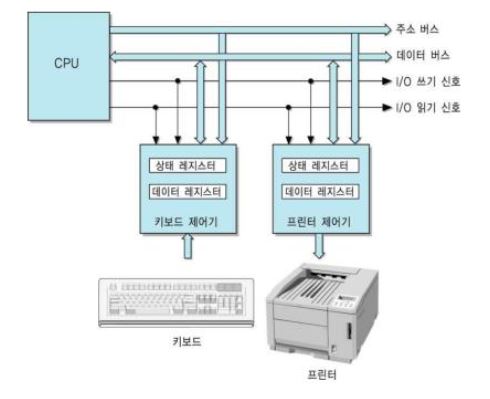 주소 버스
데이터 버스
CPU
I/O 쓰기 신호
I/O 읽기 신호
상태 레지스터
데이터 레지스터
키보드 제어기
상태 레지스터
데이터 레지스터
프린터 제어기
키보드
프린터